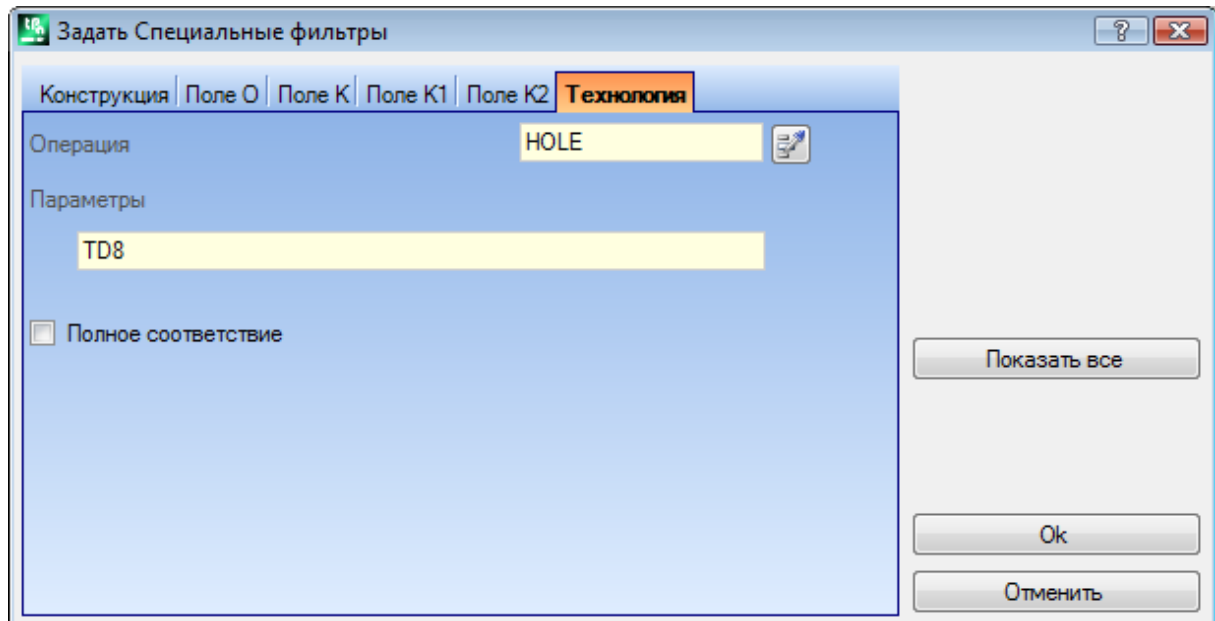 Задать Специальные фильтры
Конструкция Поле O Поле K Поле K1 Поле K2 Технология
Операция HOLE
Параметры
TD8
Полное соответствие
Показать все
Ok
Отменить